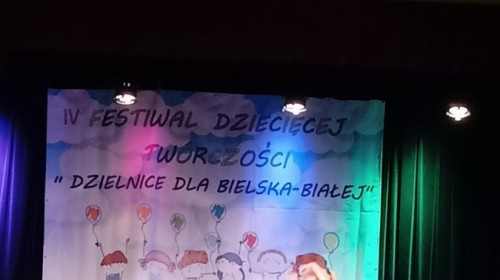 IV FESTIWAL DZIECIĘCEJ
TWÓRCZOŚCI
" DZIELNICE DLA BIELSKA-BIAŁEJ"